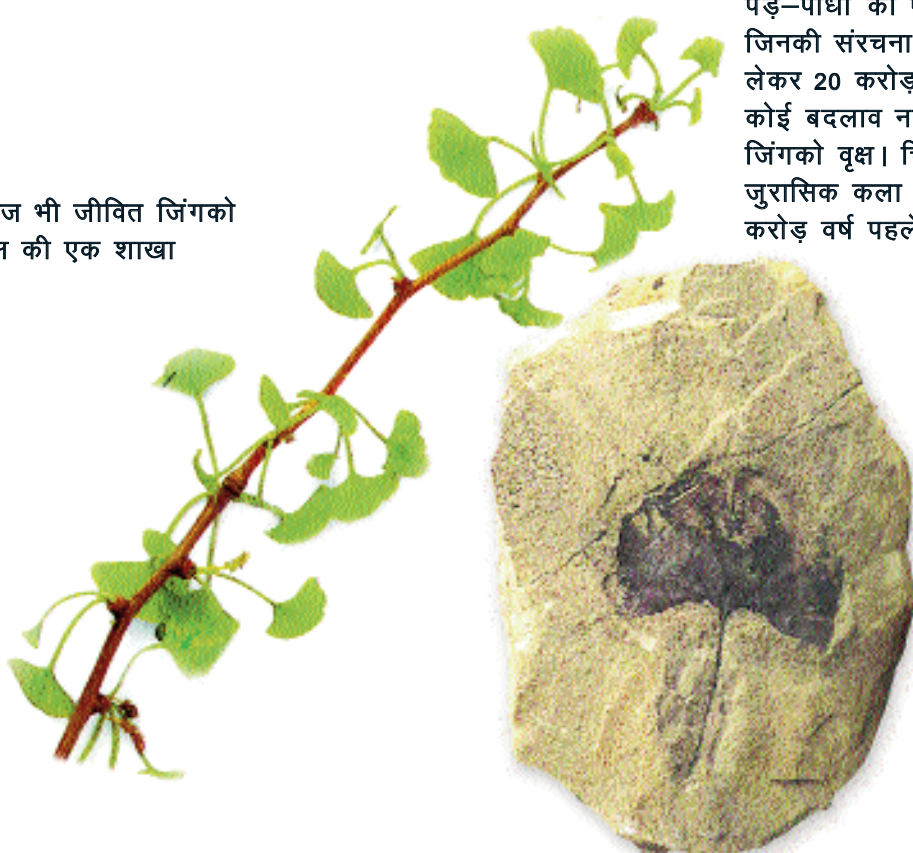 ज भी जीवित जिंगको
की एक शाखा
पेड़–पौधों की
जिनकी संरचना
लेकर 20 करोड़
कोई बदलाव
जिंगको वृक्ष।
जुरासिक कला
करोड़ वर्ष पहले